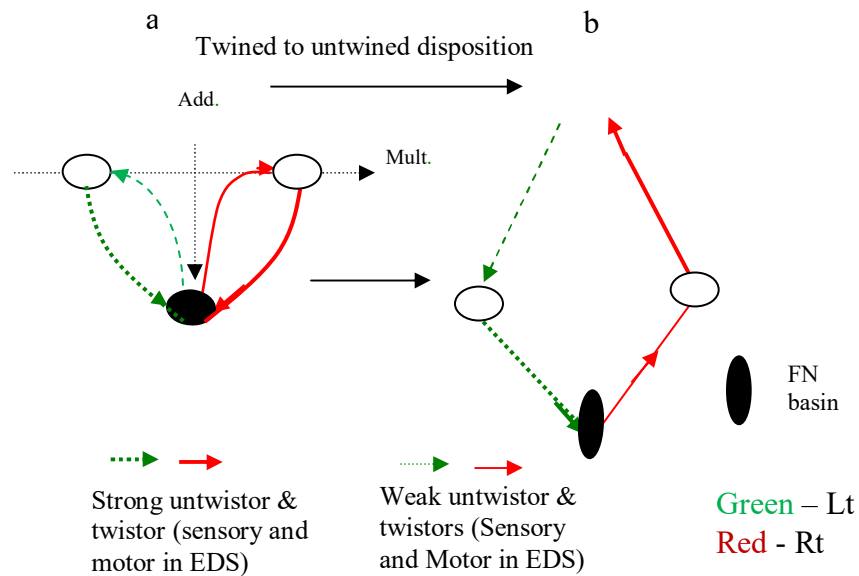 a
b
Twined to untwined disposition
Add.
Mult.
FN
basin
Strong untwistor &
twistor (sensory and
motor in EDS)
Weak untwistor &
twistors (Sensory
and Motor in EDS)
Green – Lt
Red - Rt